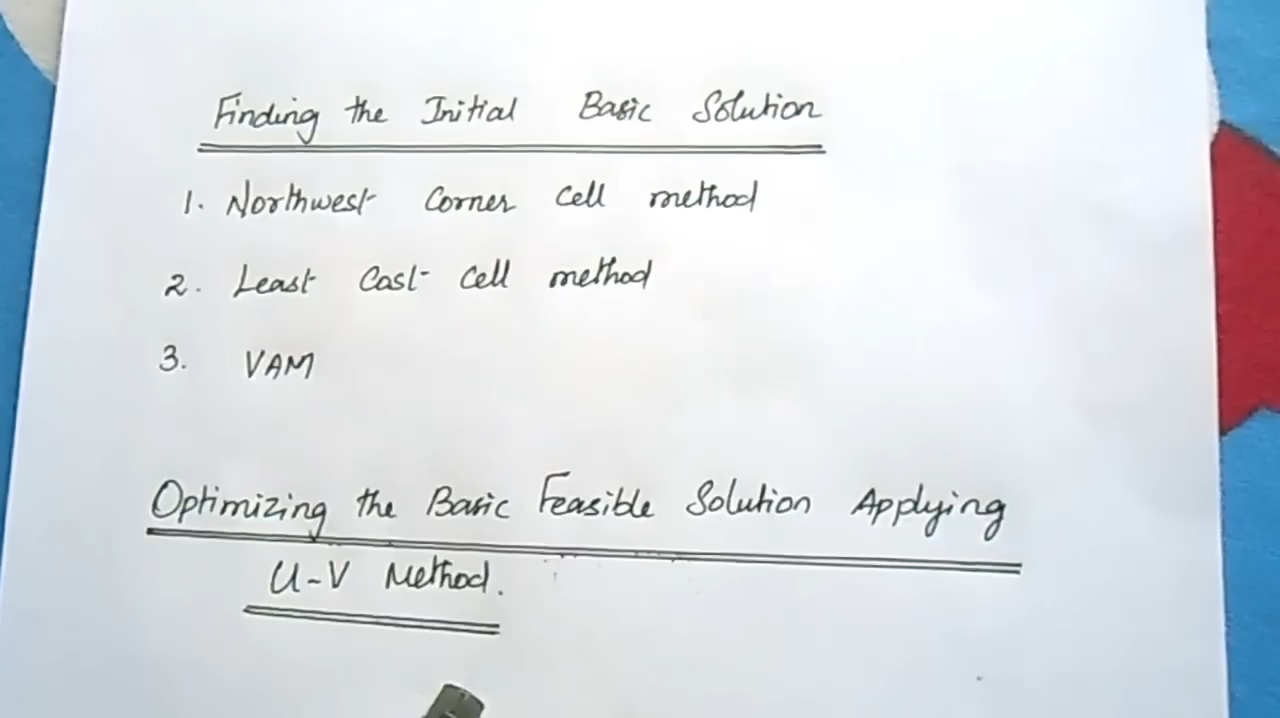 Finding the Initial Basic Solution
1. Northwest Corner Cell method
2. Least Cost Cell method
3. VAM
Optimizing the Basic Feasible Solution Applying
U-V Method.